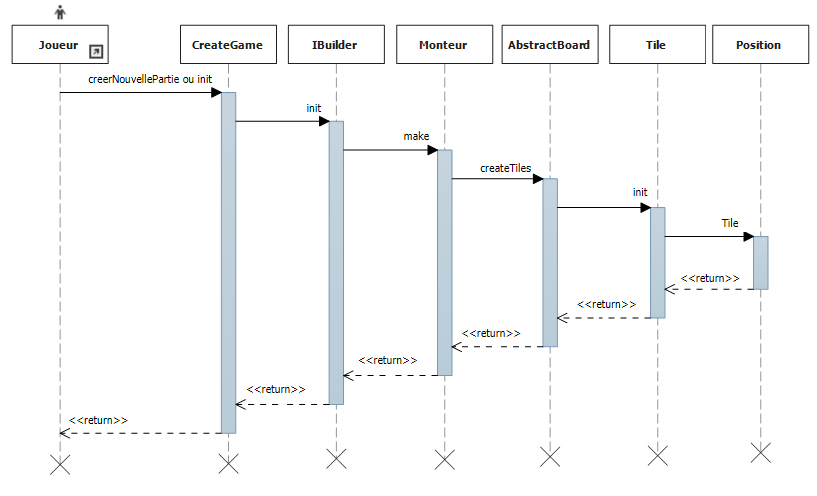 Joueur
CreateGame
IBuilder
Monteur
AbstractBoard
Tile
Position
creerNouvellePartie ou init
init
make
createTiles
init
Tile
<<return>>
<<return>>
<<return>>
<<return>>
<<return>>
<<return>>